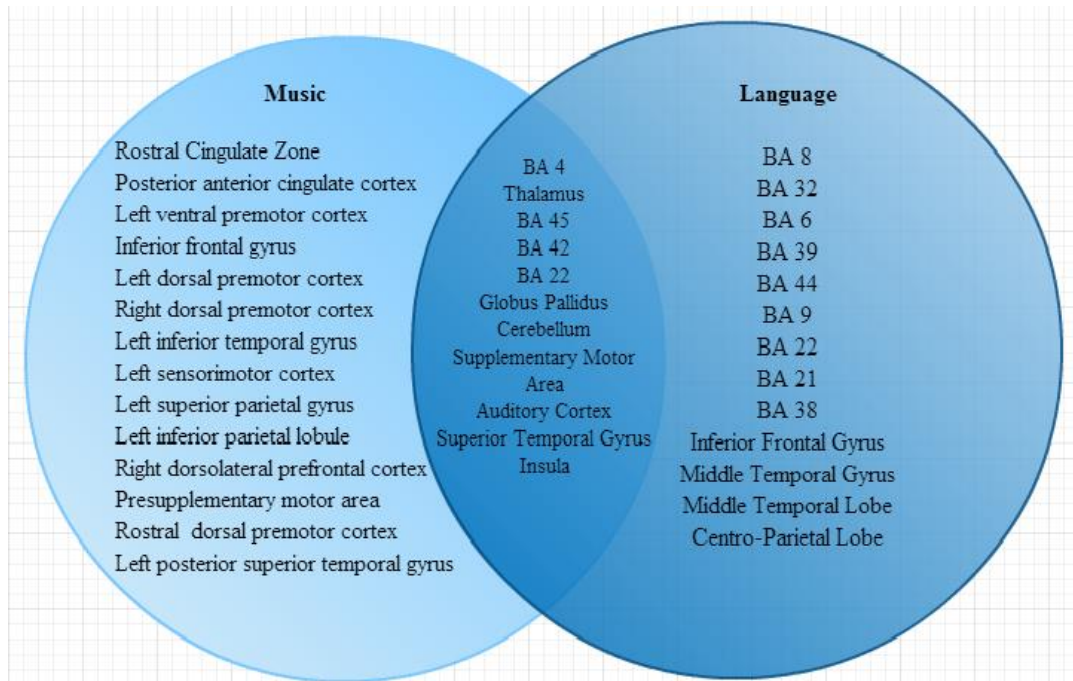 Music
Rostral Cingulate Zone
Posterior anterior cingulate cortex
Left ventral premotor cortex
Inferior frontal gyrus
Left dorsal premotor cortex
Right dorsal premotor cortex
Left inferior temporal gyrus
Left sensorimotor cortex
Left superior parietal gyrus
Left inferior parietal lobule
Right dorsolateral prefrontal cortex
Presupplementary motor area
Rostral dorsal premotor cortex
Left posterior superior temporal gyrus
BA 4
Thalamus
BA 45
BA 42
BA 22
Globus Pallidus
Cerebellum
Supplementary Motor
Area
Auditory Cortex
Superior Temporal Gyrus
Insula
Language
BA 8
BA 32
BA 6
BA 39
BA 44
BA 9
BA 22
BA 21
BA 38
Inferior Frontal Gyrus
Middle Temporal Gyrus
Middle Temporal Lobe
Centro-Parietal Lobe